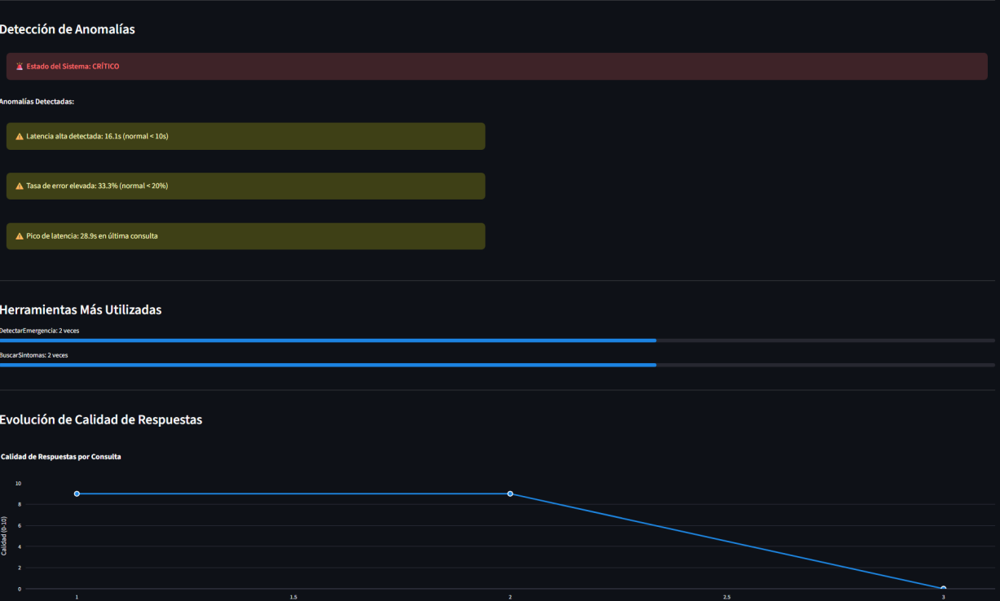 Detección de Anomalías
🚨 Estado del Sistema: CRÍTICO
Anomalías Detectadas:
⚠️ Latencia alta detectada: 16.1s (normal < 10s)
⚠️ Tasa de error elevada: 33.3% (normal < 20%)
⚠️ Pico de latencia: 28.9s en última consulta
Herramientas Más Utilizadas
DetectarEmergencia: 2 veces
BuscarSintomas: 2 veces
Evolución de Calidad de Respuestas
Calidad de Respuestas por Consulta
Calidad (0-10)
10
8
6
4
2
0
1
1.5
2
2.5
3